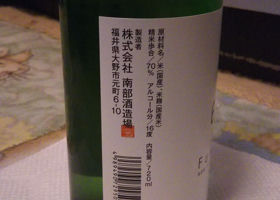 原材料名／米（国産）、米麹（国産米）
精米歩合／70％ アルコール分／16度 内容量／720ml
製造者
株式会社 南部酒造場
福井県大野市元町6-10